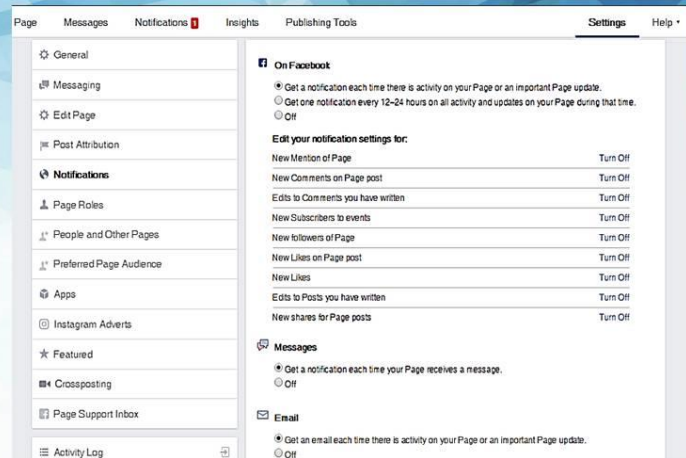 Page Messages Notifications 1 Insights Publishing Tools Settings Help
General
Messaging
Edit Page
Post Attribution
Notifications
Page Roles
People and Other Pages
Preferred Page Audience
Apps
Instagram Adverts
Featured
Crossposting
Page Support Inbox
Activity Log
On Facebook
Get a notification each time there is activity on your Page or an important Page update.
Get one notification every 12–24 hours on all activity and updates on your Page during that time.
Off
Edit your notification settings for:
New Mention of Page Turn Off
New Comments on Page post Turn Off
Edits to Comments you have written Turn Off
New Subscribers to events Turn Off
New followers of Page Turn Off
New Likes on Page post Turn Off
New Likes Turn Off
Edits to Posts you have written Turn Off
New shares for Page posts Turn Off
Messages
Get a notification each time your Page receives a message.
Off
Email
Get an email each time there is activity on your Page or an important Page update.
Off